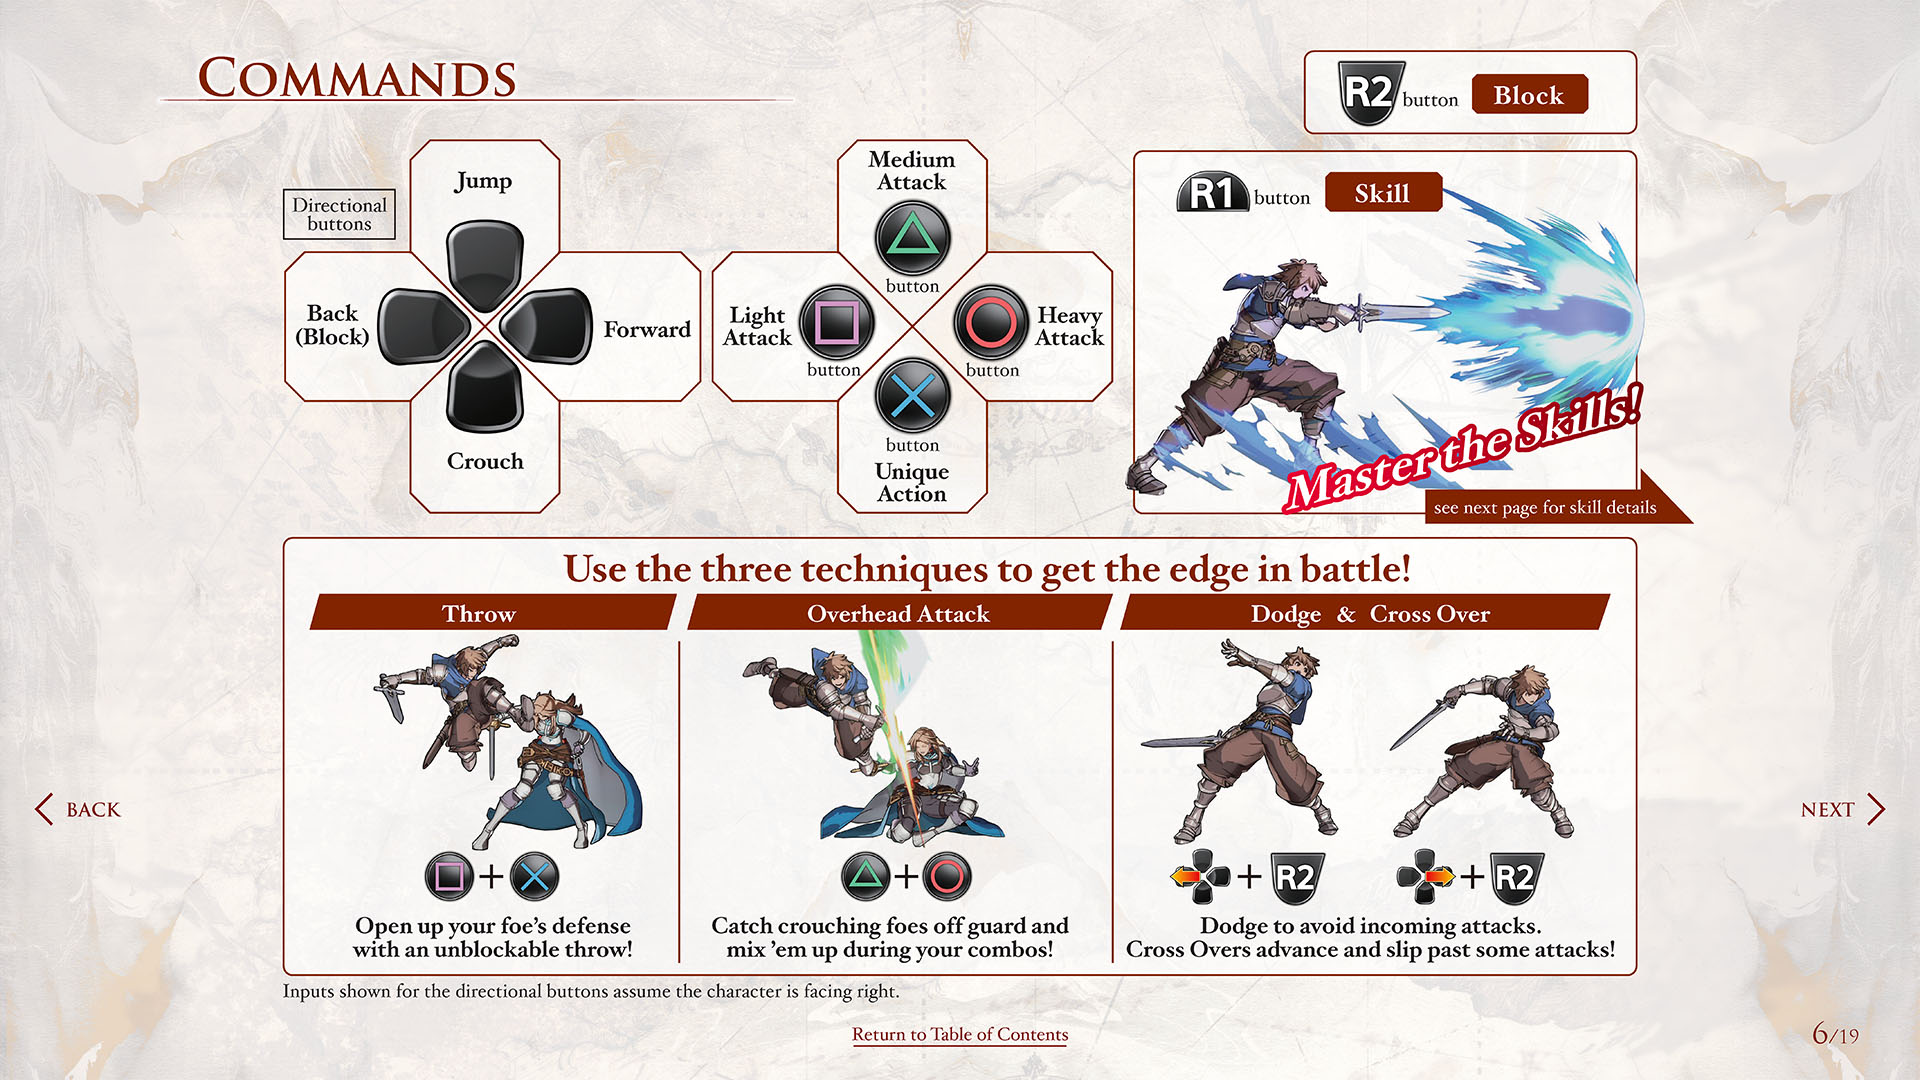 COMMANDS
R2 button Block
Directional
buttons
Jump
Back
(Block)
Forward
Crouch
Medium
Attack
button
Light
Attack
button
Heavy
Attack
button
button
Unique
Action
R1 button Skill
Master the Skills!
see next page for skill details
Use the three techniques to get the edge in battle!
Throw
+
Open up your foe's defense
with an unblockable throw!
Overhead Attack
+
Catch crouching foes off guard and
mix 'em up during your combos!
Dodge & Cross Over
+ R2
+ R2
Dodge to avoid incoming attacks.
Cross Overs advance and slip past some attacks!
Inputs shown for the directional buttons assume the character is facing right.
BACK
NEXT
Return to Table of Contents
6/19